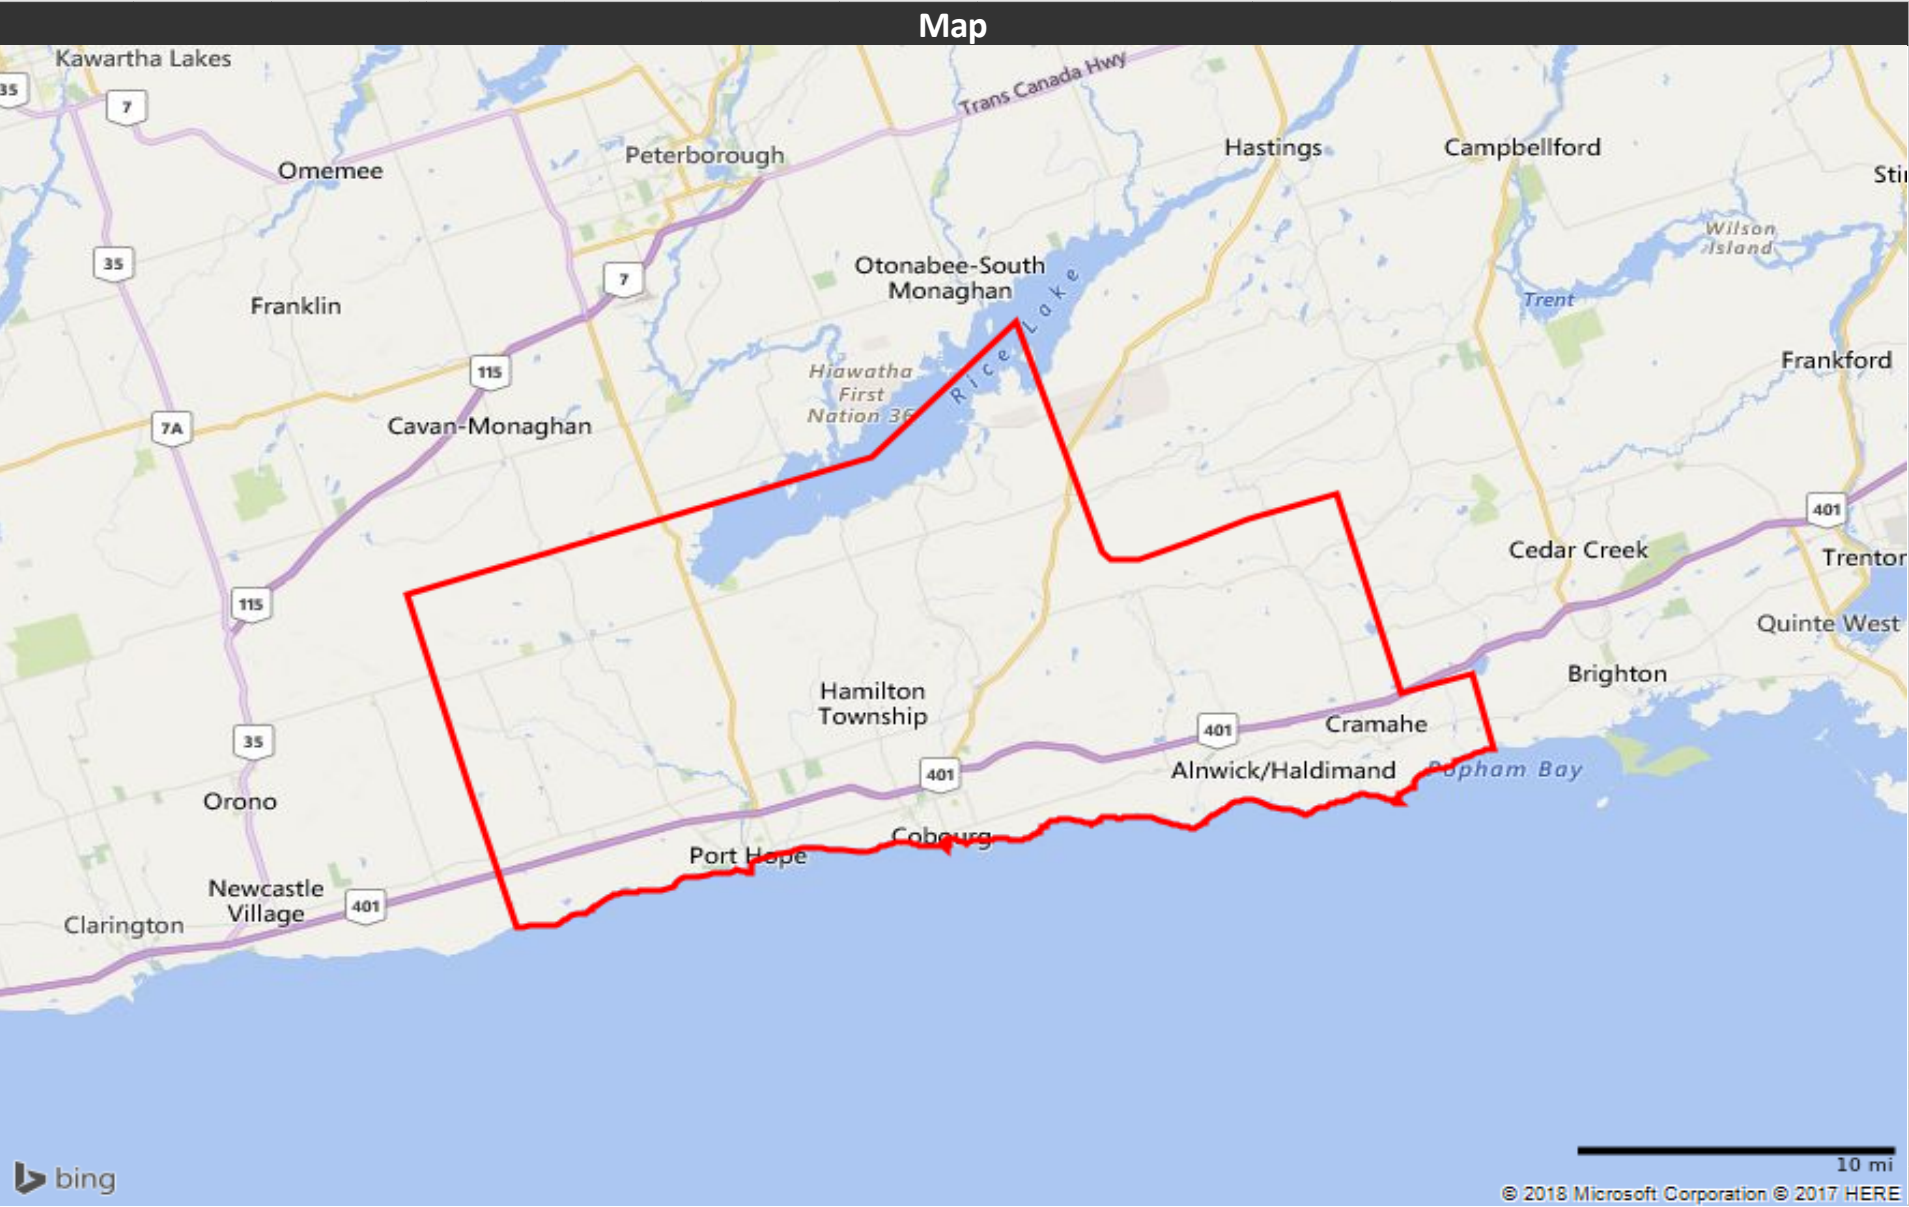 Map
Kawartha Lakes
35
7
Trans Canada Hwy
Omemee
Peterborough
Hastings
Campbellford
Wilson
Island
35
7
Otonabee-South
Monaghan
Franklin
Rice Lake
Trent
Hiawatha
First
Nation 36
115
Frankford
7A
Cavan-Monaghan
401
Cedar Creek
Trenton
115
Quinte West
Hamilton
Township
Brighton
35
401
Cramahe
401
Alnwick/Haldimand
Popham Bay
Orono
Cobourg
Port Hope
Newcastle
Village
401
Clarington
bing
10 mi
© 2018 Microsoft Corporation © 2017 HERE